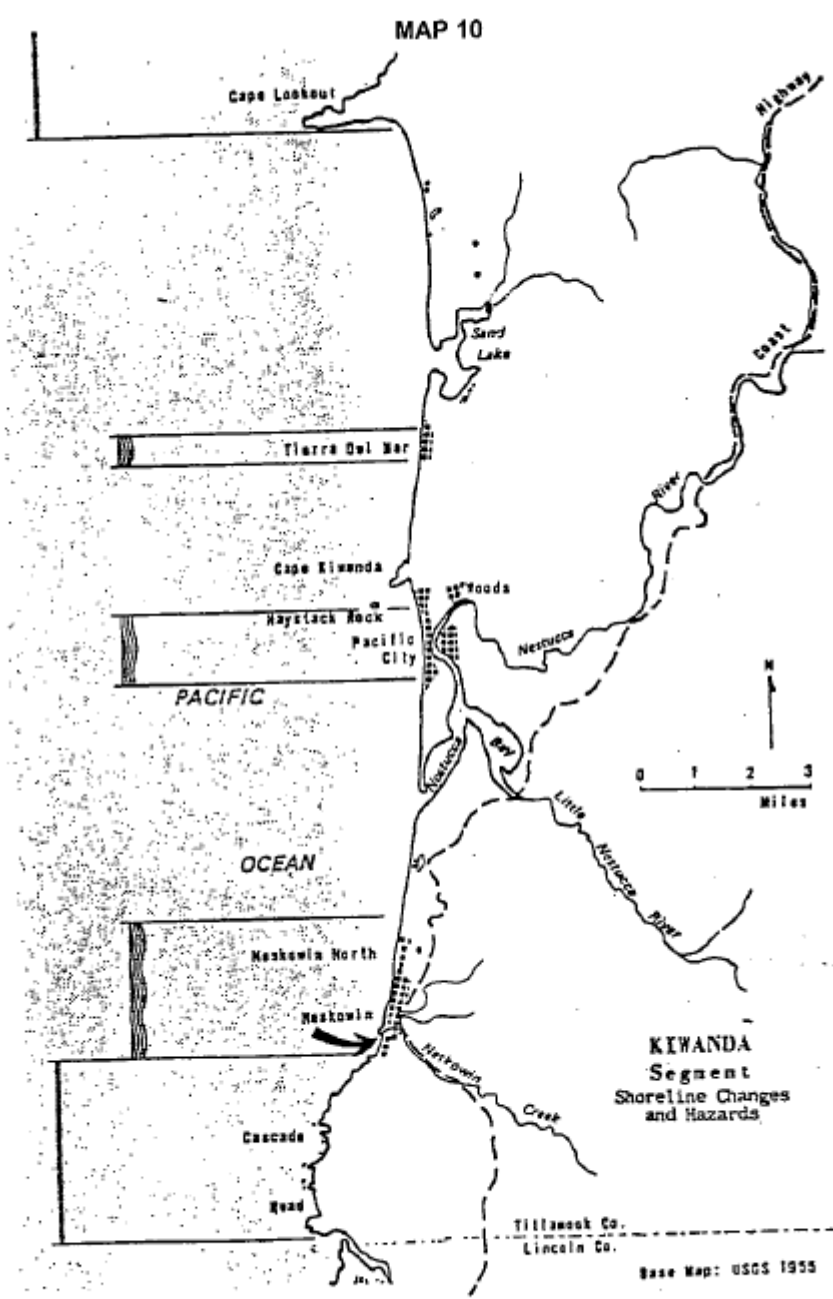 MAP 10
Cape Lookout
Highway
Sand
Lake
Coast
Tierra Del Mar
River
Cape Kiwanda
Woods
Haystack Rock
Pacific
City
Nestucca
PACIFIC
N
Bay
Nestucca
0 1 2 3
Miles
Little
Nestucca
River
OCEAN
Neskowin North
Neskowin
KIWANDA
Segment
Shoreline Changes
and Hazards
Neskowin
Creek
Cascade
Head
Tillamook Co.
Lincoln Co.
Base Map: USGS 1955